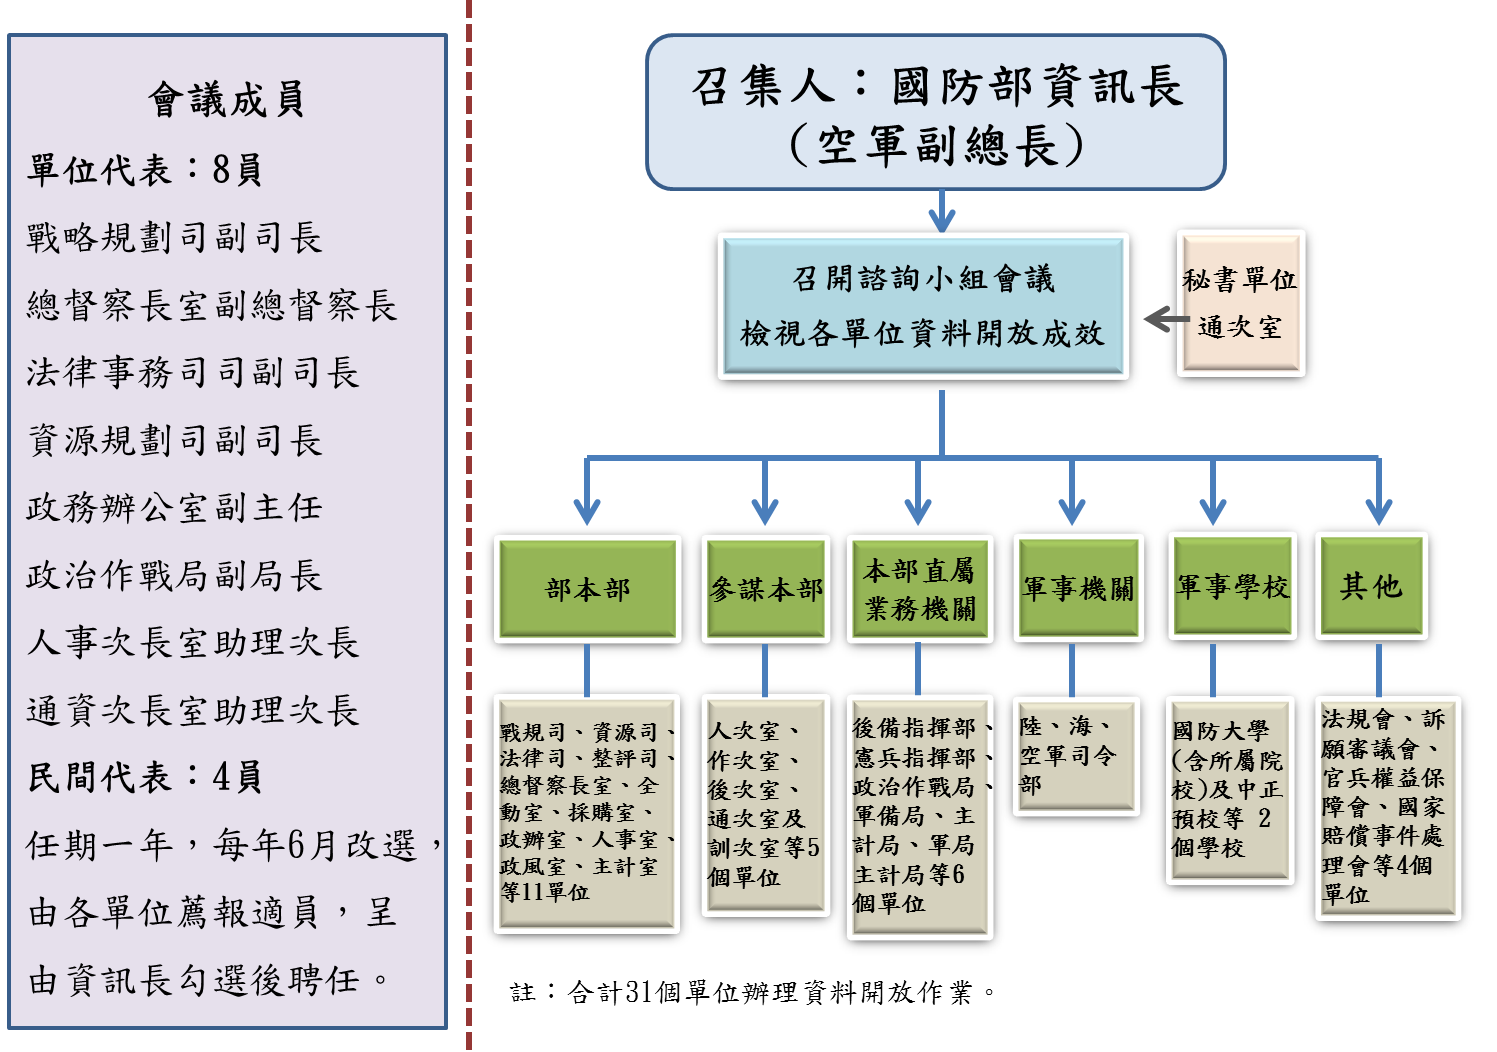 會議成員
單位代表：8員
戰略規劃司副司長
總督察長室副總督察長
法律事務司司副司長
資源規劃司副司長
政務辦公室副主任
政治作戰局副局長
人事次長室助理次長
通資次長室助理次長
民間代表：4員
任期一年，每年6月改選，
由各單位薦報適員，呈
由資訊長勾選後聘任。
召集人：國防部資訊長
(空軍副總長)
召開諮詢小組會議
檢視各單位資料開放成效
秘書單位
通次室
部本部
戰規司、資源司、
法律司、整評司、
總督察長室、全
動室、採購室、
政辦室、人事室、
政風室、主計室
等11單位
參謀本部
人次室、
作次室、
後次室、
通次室及
訓次室等5
個單位
本部直屬
業務機關
後備指揮部、
憲兵指揮部、
政治作戰局、
軍備局、主
計局、軍局
主計局等6
個單位
軍事機關
陸、海、
空軍司令
部
軍事學校
國防大學
(含所屬院
校)及中正
預校等 2
個學校
其他
法規會、訴
願審議會、
官兵權益保
障會、國家
賠償事件處
理會等4個
單位
註：合計31個單位辦理資料開放作業。